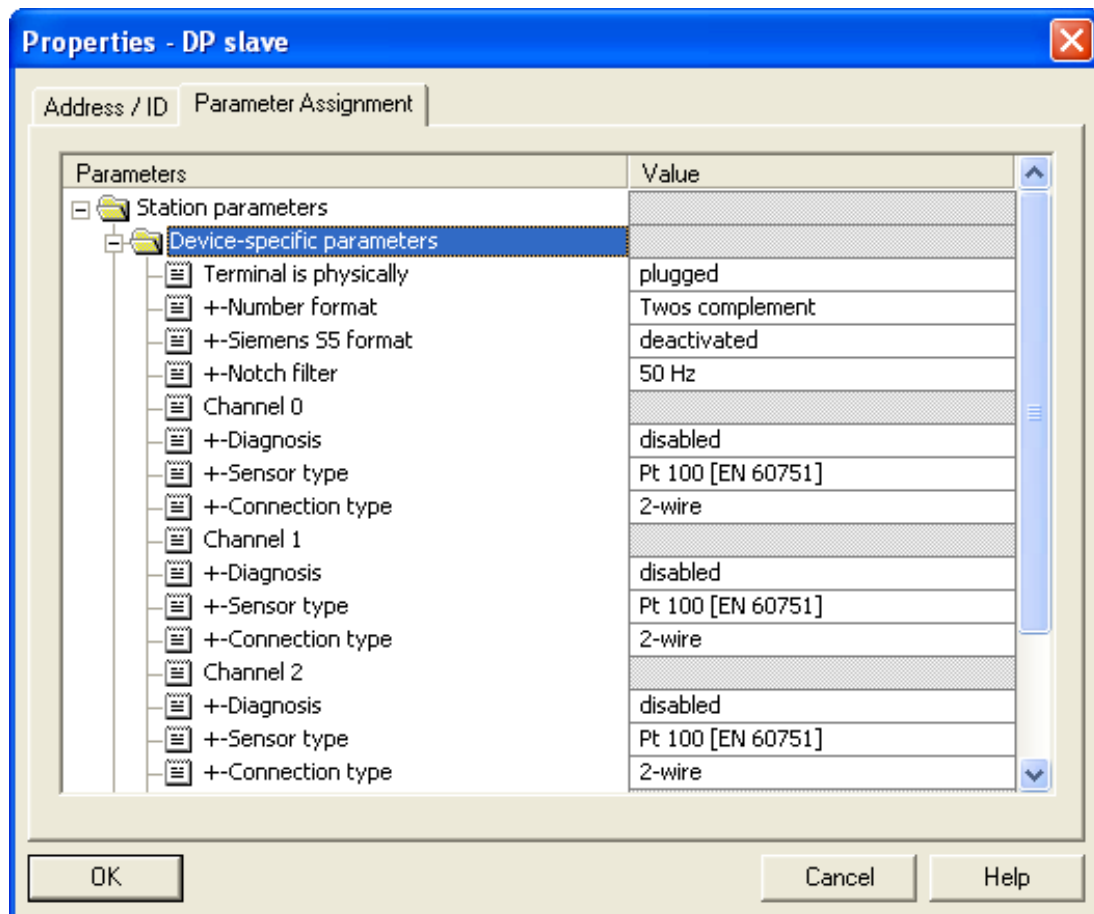 Properties - DP slave
Address / ID Parameter Assignment
Parameters Value
Station parameters
Device-specific parameters
Terminal is physically plugged
+-Number format Twos complement
+-Siemens S5 format deactivated
+-Notch filter 50 Hz
Channel 0
+-Diagnosis disabled
+-Sensor type Pt 100 [EN 60751]
+-Connection type 2-wire
Channel 1
+-Diagnosis disabled
+-Sensor type Pt 100 [EN 60751]
+-Connection type 2-wire
Channel 2
+-Diagnosis disabled
+-Sensor type Pt 100 [EN 60751]
+-Connection type 2-wire
OK Cancel Help